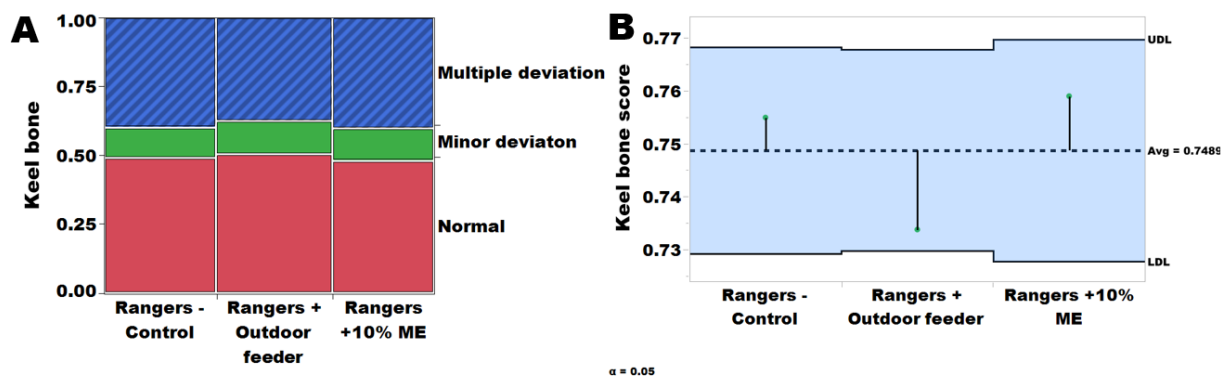 A
Keel bone
1.00
0.75
0.50
0.25
0.00
Multiple deviation
Minor deviaton
Normal
Rangers -
Control
Rangers +
Outdoor
feeder
Rangers
+10% ME
B
Keel bone score
0.77
0.76
0.75
0.74
0.73
UDL
Avg = 0.7489
LDL
Rangers -
Control
Rangers +
Outdoor feeder
Rangers +10%
ME
α = 0.05